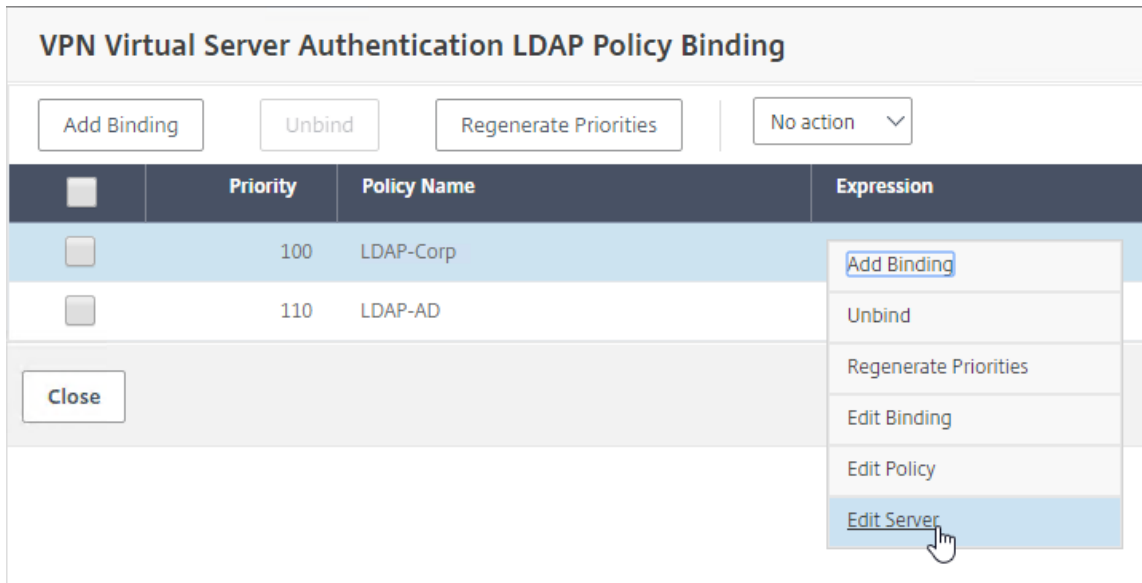 VPN Virtual Server Authentication LDAP Policy Binding
Add Binding Unbind Regenerate Priorities No action
Priority Policy Name Expression
100 LDAP-Corp
110 LDAP-AD
Add Binding
Unbind
Regenerate Priorities
Edit Binding
Edit Policy
Edit Server
Close